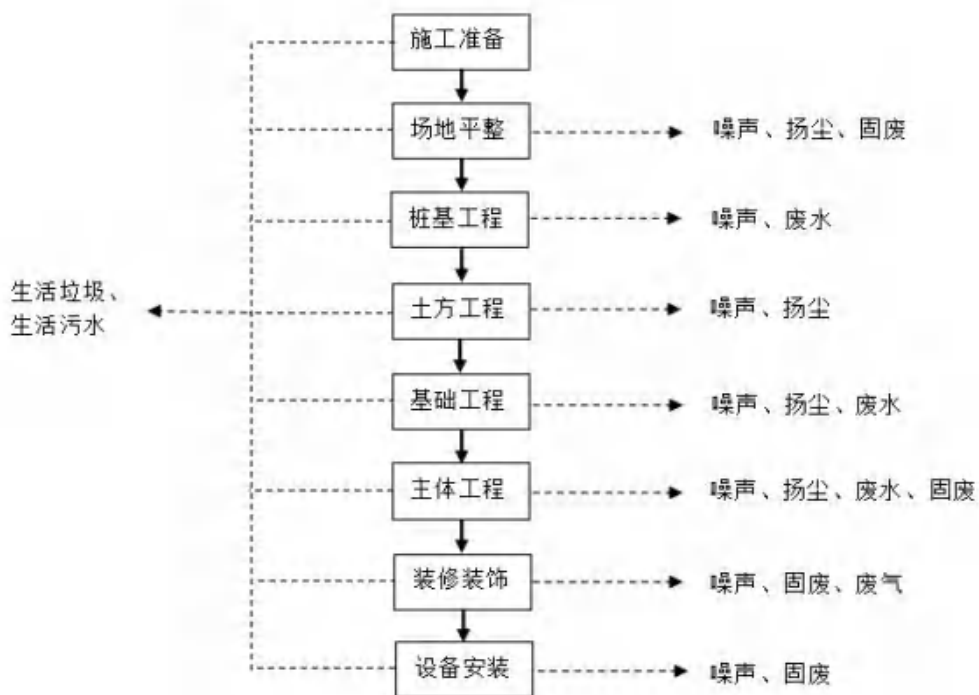 施工准备
场地平整
噪声、扬尘、固废
桩基工程
噪声、废水
生活垃圾、
生活污水
土方工程
噪声、扬尘
基础工程
噪声、扬尘、废水
主体工程
噪声、扬尘、废水、固废
装修装饰
噪声、固废、废气
设备安装
噪声、固废